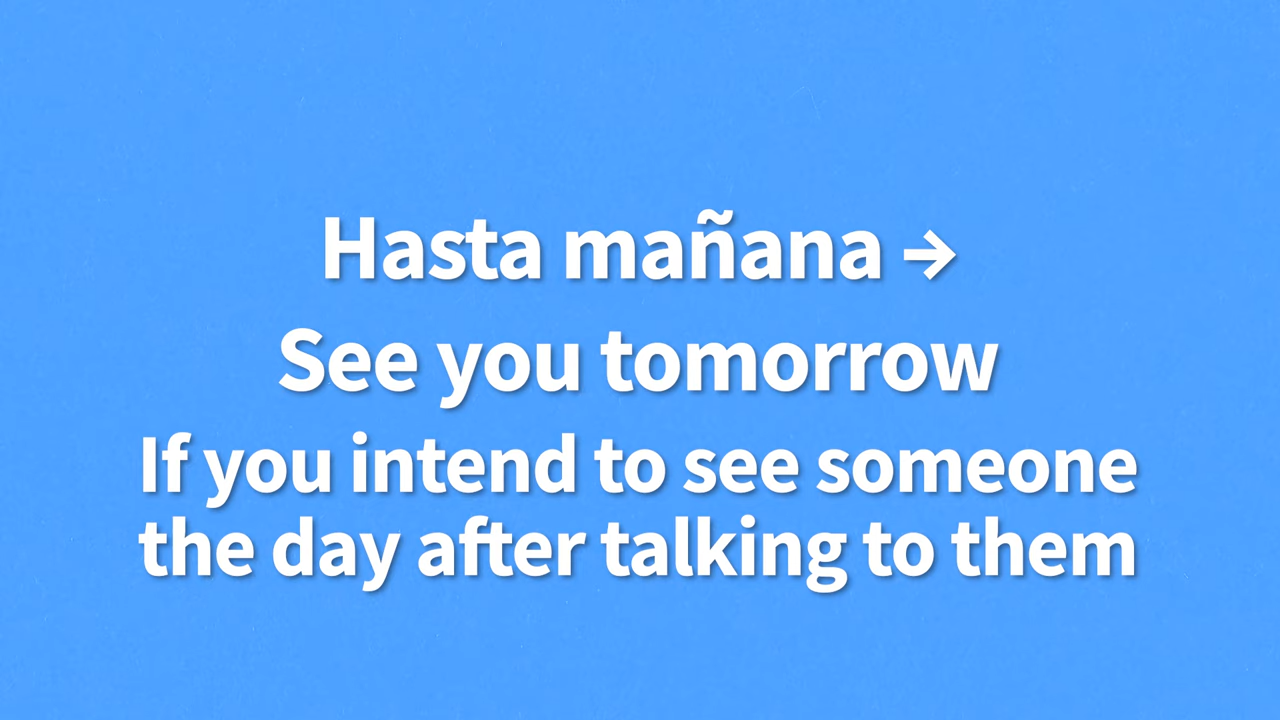 Hasta mañana →
See you tomorrow
If you intend to see someone
the day after talking to them